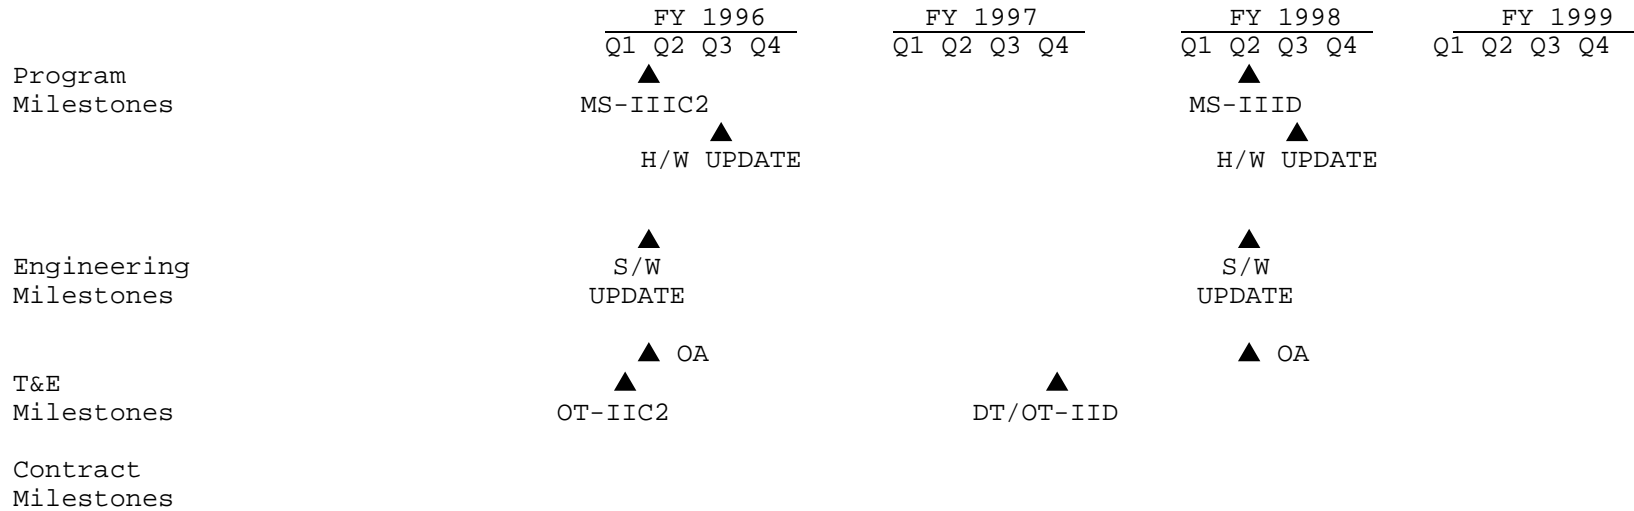 FY 1996 FY 1997 FY 1998 FY 1999
Q1 Q2 Q3 Q4 Q1 Q2 Q3 Q4 Q1 Q2 Q3 Q4 Q1 Q2 Q3 Q4
Program
Milestones MS-IIIC2 MS-IIID
H/W UPDATE H/W UPDATE
Engineering S/W S/W
Milestones UPDATE UPDATE
OA OA
T&E
Milestones OT-IIC2 DT/OT-IID
Contract
Milestones